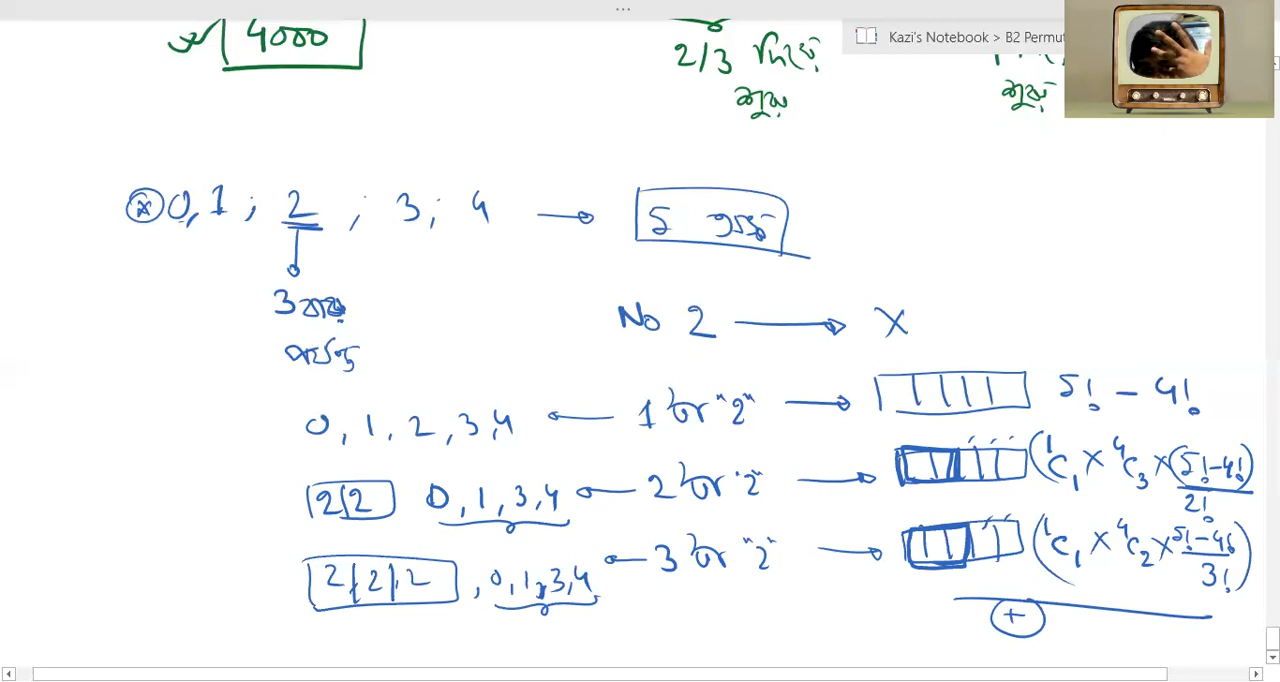 4000
2/3 দিয়ে
শুরু
শুরু
Kazi's Notebook > B2 Permut
⊛ 0, 1 ; 2 ; 3 ; 4 → 5 অঙ্ক
3 বার
পর্যন্ত
No 2 → X
0, 1, 2, 3, 4 ← 1 টা "2" → 5! - 4!
2 2 0, 1, 3, 4 ← 2 টা "2" → (¹C₁ × ⁴C₃ × (5!-4!)/2!)
2, 2, 2, 0, 1, 3, 4 ← 3 টা "2" → (¹C₁ × ⁴C₂ × (5!-4!)/3!)
+